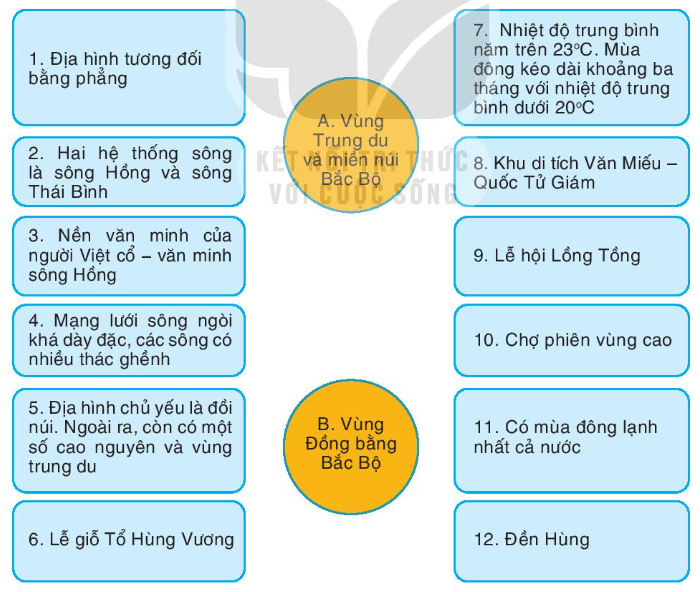 1. Địa hình tương đối
bằng phẳng
2. Hai hệ thống sông
là sông Hồng và sông
Thái Bình
3. Nền văn minh của
người Việt cổ – văn minh
sông Hồng
4. Mạng lưới sông ngòi
khá dày đặc, các sông có
nhiều thác ghềnh
5. Địa hình chủ yếu là đồi
núi. Ngoài ra, còn có một
số cao nguyên và vùng
trung du
6. Lễ giỗ Tổ Hùng Vương
A. Vùng
Trung du
và miền núi
Bắc Bộ
KẾT NỐI TRI THỨC
VỚI CUỘC SỐNG
B. Vùng
Đồng bằng
Bắc Bộ
7. Nhiệt độ trung bình
năm trên 23°C. Mùa
đông kéo dài khoảng ba
tháng với nhiệt độ trung
bình dưới 20°C
8. Khu di tích Văn Miếu –
Quốc Tử Giám
9. Lễ hội Lồng Tồng
10. Chợ phiên vùng cao
11. Có mùa đông lạnh
nhất cả nước
12. Đền Hùng